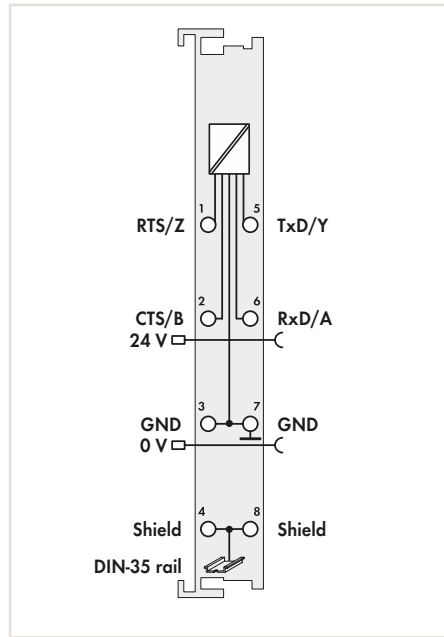 1 5
RTS/Z TxD/Y
2 6
CTS/B RxD/A
24 V
3 7
GND GND
0 V
4 8
Shield Shield
DIN-35 rail